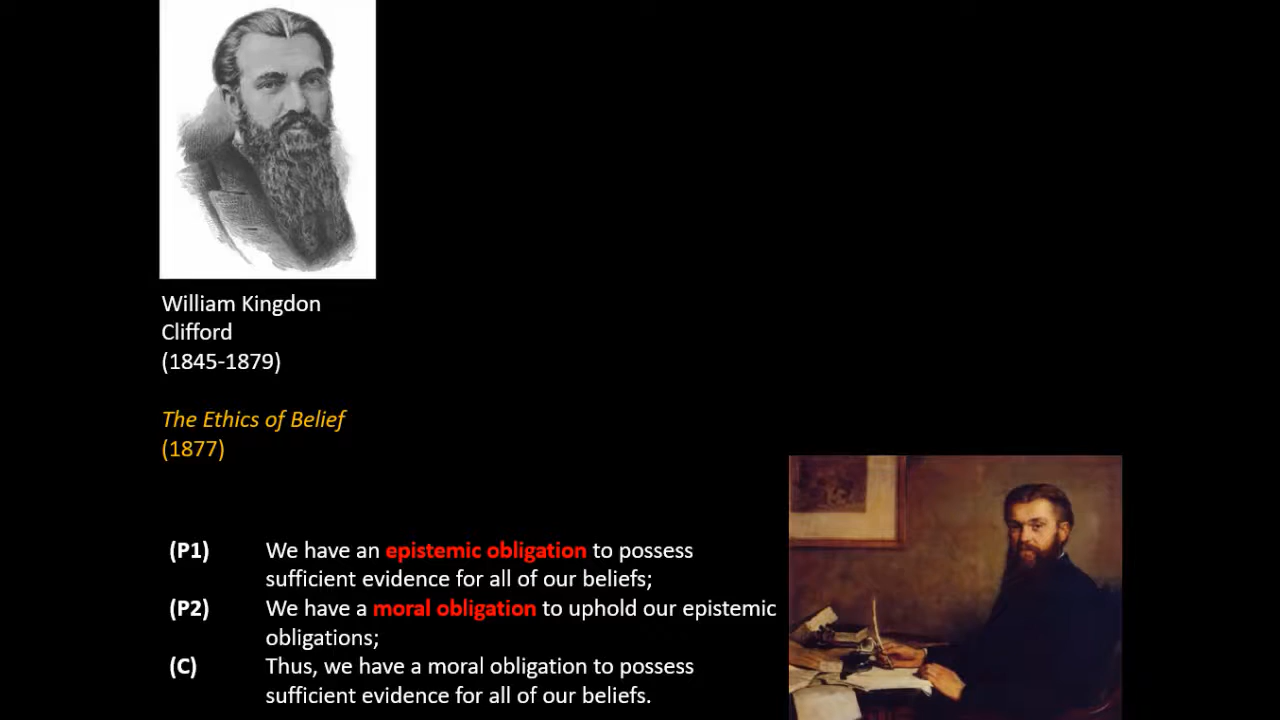 William Kingdon
Clifford
(1845-1879)
The Ethics of Belief
(1877)
(P1) We have an epistemic obligation to possess
sufficient evidence for all of our beliefs;
(P2) We have a moral obligation to uphold our epistemic
obligations;
(C) Thus, we have a moral obligation to possess
sufficient evidence for all of our beliefs.